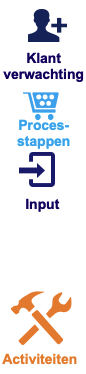 Klant
verwachting
Proces-
stappen
Input
Activiteiten